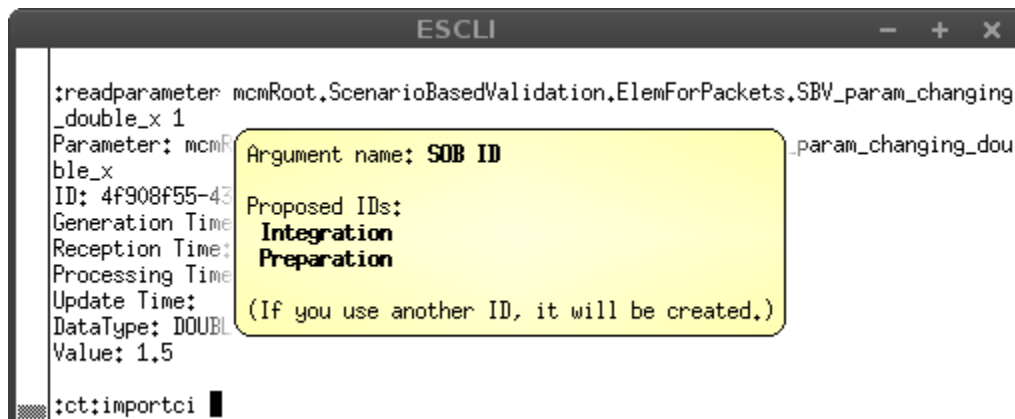 ESCLI
:readparameter mcmRoot.ScenarioBasedValidation.ElemForPackets.SBV_param_changing
_double_x 1
Parameter: mcmR
_param_changing_dou
ble_x
ID: 4f908f55-43
Generation Time
Reception Time:
Processing Time
Update Time:
DataType: DOUBL
Value: 1.5
:ct:importci
Argument name: SOB ID
Proposed IDs:
Integration
Preparation
(If you use another ID, it will be created.)